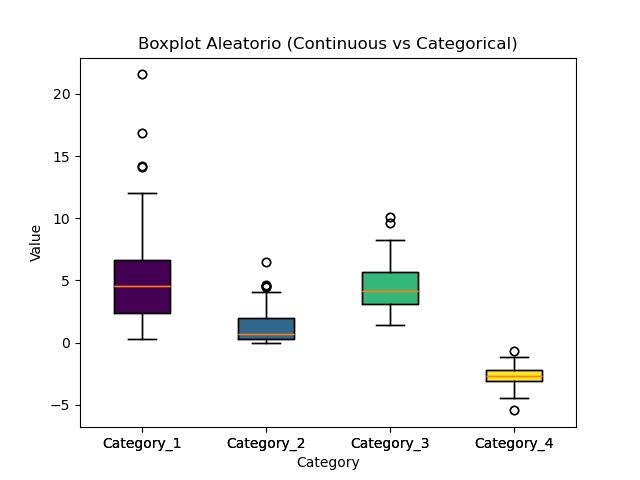 Boxplot Aleatorio (Continuous vs Categorical)
20
15
10
5
0
−5
Value
Category_1 Category_2 Category_3 Category_4
Category